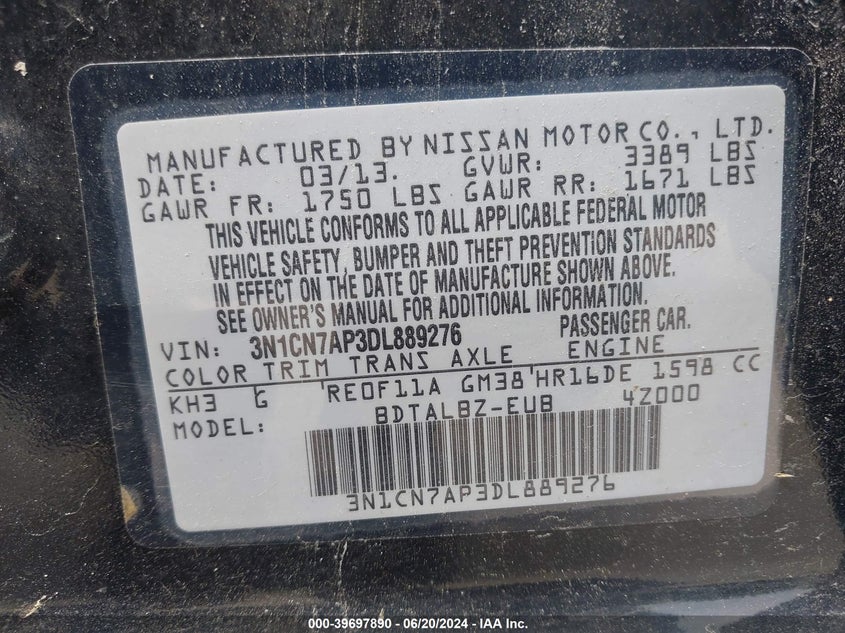 MANUFACTURED BY NISSAN MOTOR CO., LTD.
DATE: 03/13. GVWR: 3389 LBS
GAWR FR: 1750 LBS GAWR RR: 1671 LBS
THIS VEHICLE CONFORMS TO ALL APPLICABLE FEDERAL MOTOR
VEHICLE SAFETY, BUMPER AND THEFT PREVENTION STANDARDS
IN EFFECT ON THE DATE OF MANUFACTURE SHOWN ABOVE.
SEE OWNER'S MANUAL FOR ADDITIONAL INFORMATION.
VIN: 3N1CN7AP3DL889276 PASSENGER CAR.
COLOR TRIM TRANS AXLE ENGINE
KH3 G RE0F11A GM38 HR16DE 1598 CC
MODEL: BDTALBZ-EUB 4Z000
3N1CN7AP3DL889276
000-39697890 - 06/20/2024 - IAA Inc.